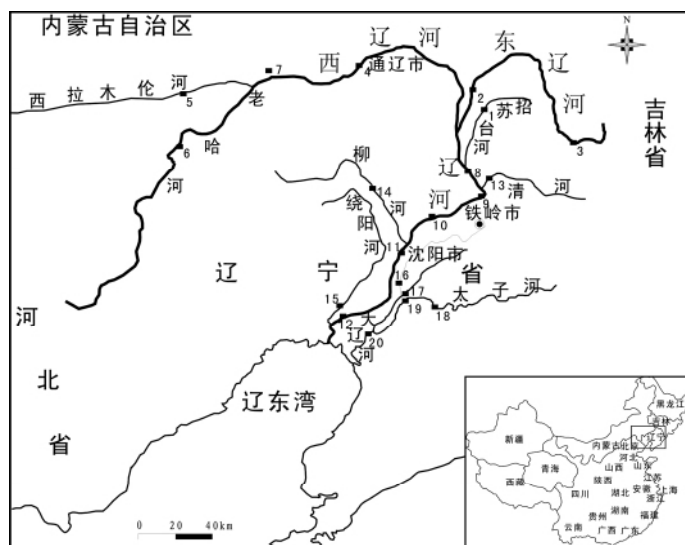 内蒙古自治区
N
西辽河
东辽河
吉林省
7
4
通辽市
西拉木伦河
5
老哈河
6
2
1
招苏台河
3
辽河
8
13
清河
9
铁岭市
10
柳河
14
绕阳河
11
沈阳市
辽宁省
16
17
19
太子河
18
15
12
大辽河
20
河北省
辽东湾
0 20 40km
黑龙江
吉林
辽宁
内蒙古
北京
新疆
河北
山西
山东
青海
陕西
江苏
西藏
安徽
上海
四川
湖北
浙江
湖南
贵州
福建
云南
广西
广东